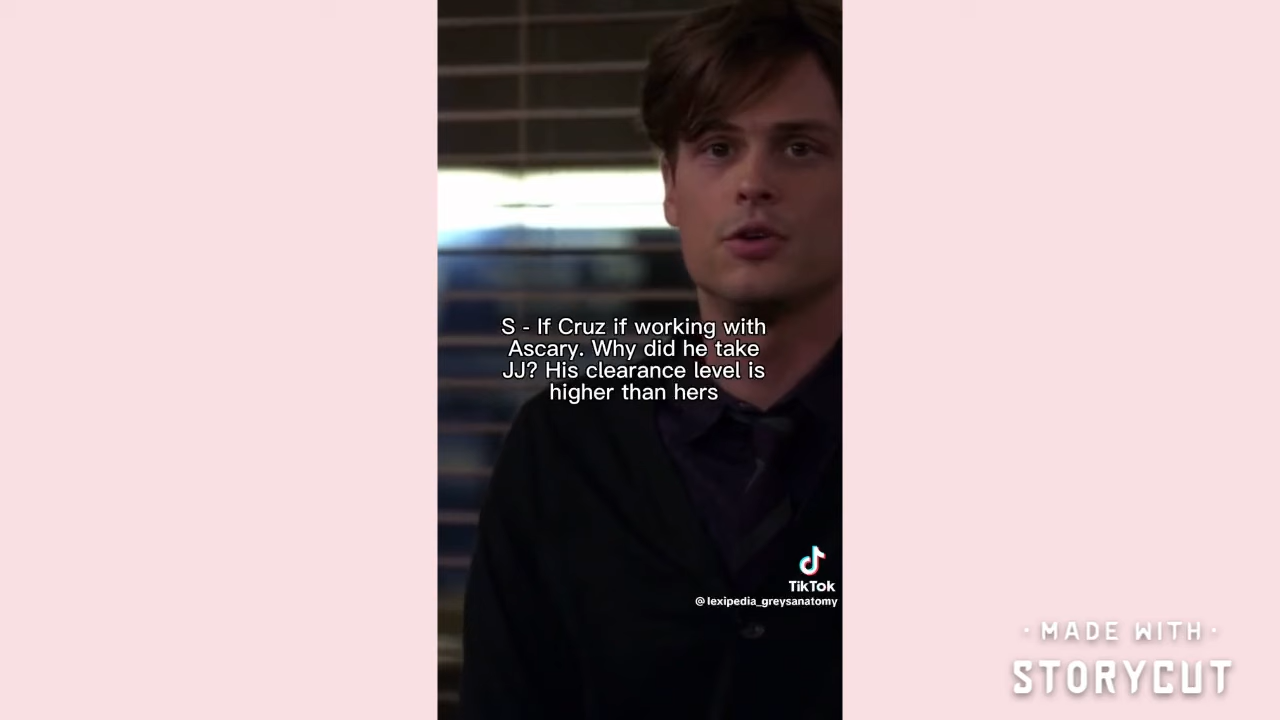 S - If Cruz if working with
Ascary. Why did he take
JJ? His clearance level is
higher than hers
TikTok
@lexipedia_greysanatomy
· MADE WITH ·
STORYCUT